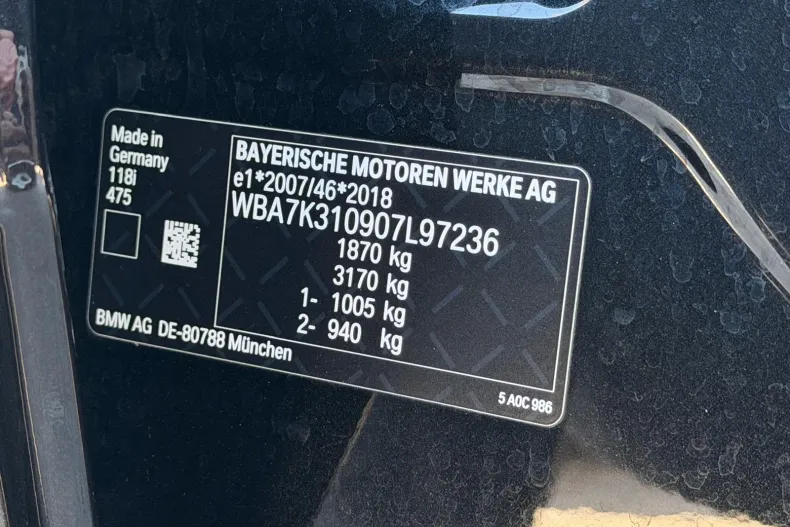 Made in
Germany
118i
475
BAYERISCHE MOTOREN WERKE AG
e1*2007/46*2018
WBA7K310907L97236
1870 kg
3170 kg
1- 1005 kg
2- 940 kg
BMW AG DE-80788 München
5 A0C 986